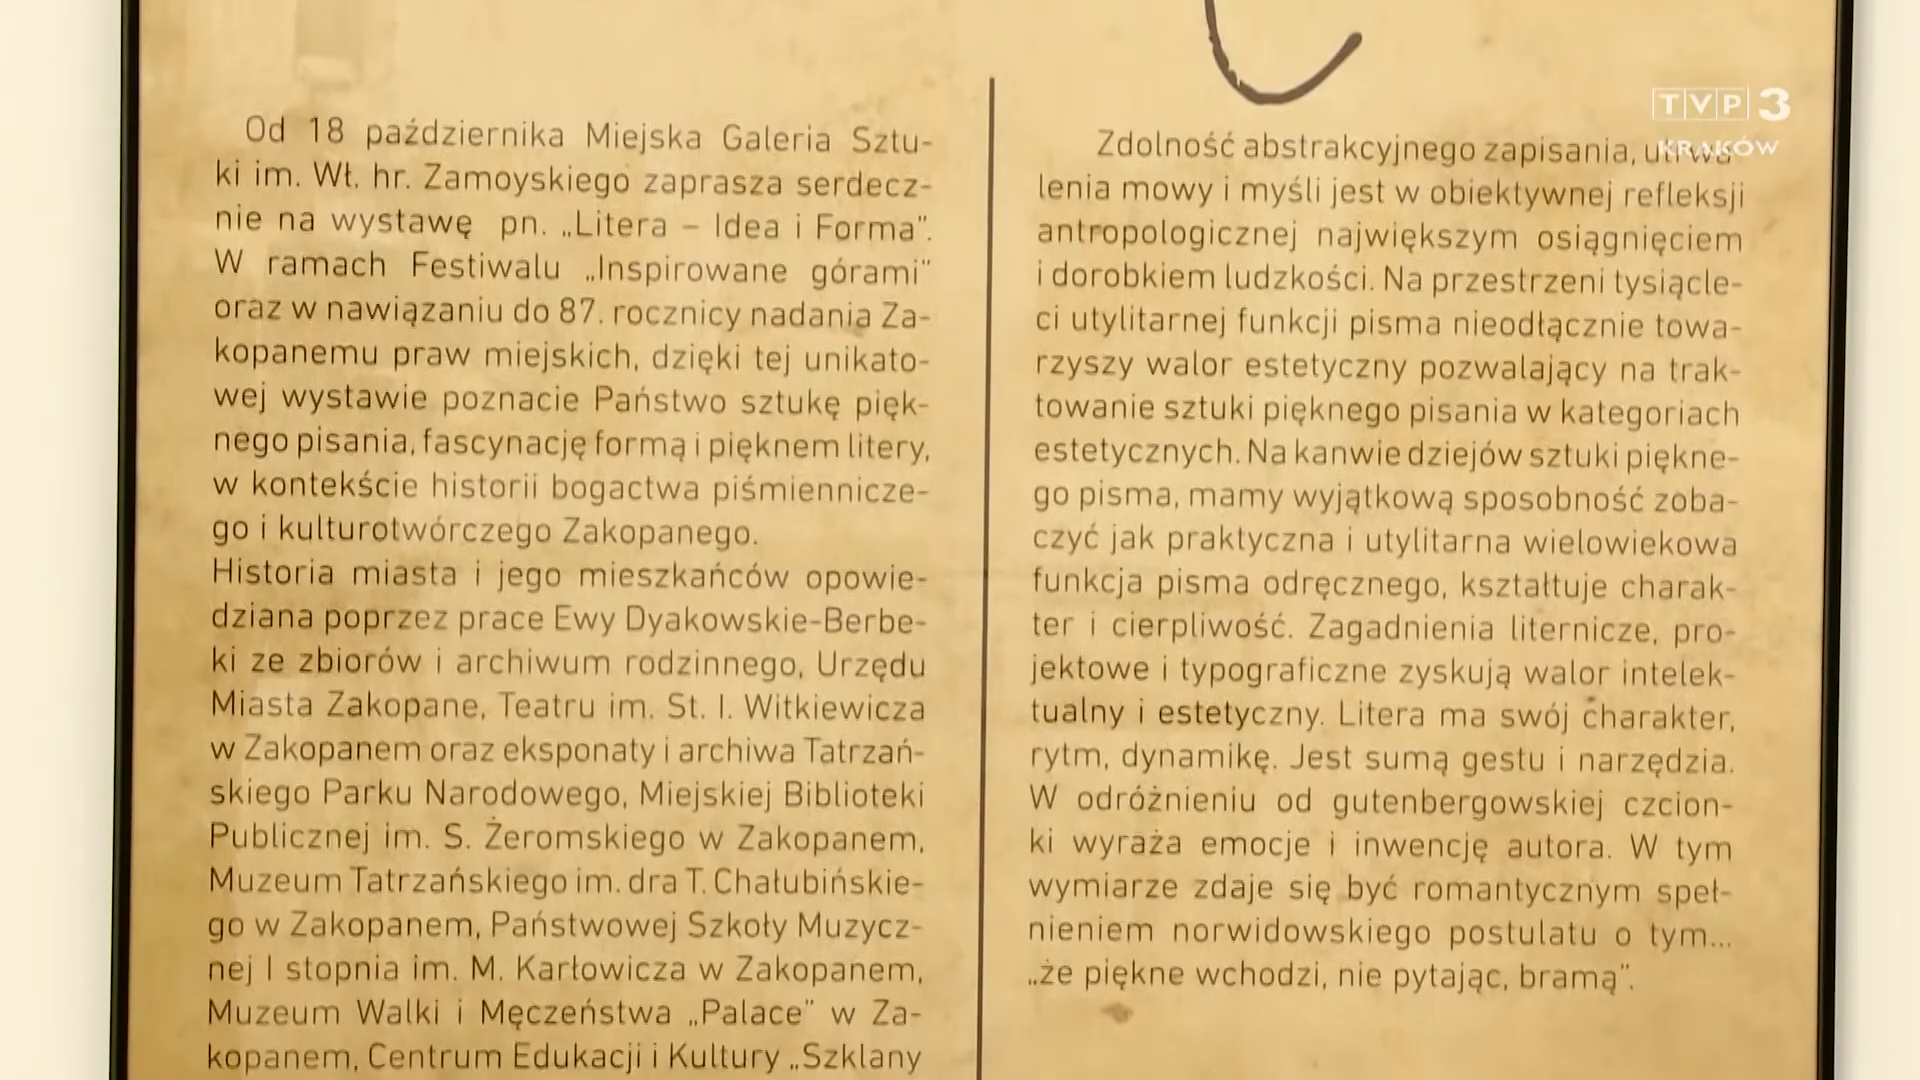 Od 18 października Miejska Galeria Sztu-
ki im. Wł. hr. Zamoyskiego zaprasza serdecz-
nie na wystawę pn. „Litera – Idea i Forma”.
W ramach Festiwalu „Inspirowane górami”
oraz w nawiązaniu do 87. rocznicy nadania Za-
kopanemu praw miejskich, dzięki tej unikato-
wej wystawie poznacie Państwo sztukę pięk-
nego pisania, fascynację formą i pięknem litery,
w kontekście historii bogactwa piśmiennicze-
go i kulturotwórczego Zakopanego.
Historia miasta i jego mieszkańców opowie-
dziana poprzez prace Ewy Dyakowskie-Berbe-
ki ze zbiorów i archiwum rodzinnego, Urzędu
Miasta Zakopane, Teatru im. St. I. Witkiewicza
w Zakopanem oraz eksponaty i archiwa Tatrzań-
skiego Parku Narodowego, Miejskiej Biblioteki
Publicznej im. S. Żeromskiego w Zakopanem,
Muzeum Tatrzańskiego im. dra T. Chałubińskie-
go w Zakopanem, Państwowej Szkoły Muzycz-
nej I stopnia im. M. Karłowicza w Zakopanem,
Muzeum Walki i Męczeństwa „Palace” w Za-
kopanem, Centrum Edukacji i Kultury „Szklany
Zdolność abstrakcyjnego zapisania, utrwa-
lenia mowy i myśli jest w obiektywnej refleksji
antropologicznej największym osiągnięciem
i dorobkiem ludzkości. Na przestrzeni tysiącle-
ci utylitarnej funkcji pisma nieodłącznie towa-
rzyszy walor estetyczny pozwalający na trak-
towanie sztuki pięknego pisania w kategoriach
estetycznych. Na kanwie dziejów sztuki piękne-
go pisma, mamy wyjątkową sposobność zoba-
czyć jak praktyczna i utylitarna wielowiekowa
funkcja pisma odręcznego, kształtuje charak-
ter i cierpliwość. Zagadnienia liternicze, pro-
jektowe i typograficzne zyskują walor intelek-
tualny i estetyczny. Litera ma swój charakter,
rytm, dynamikę. Jest sumą gestu i narzędzia.
W odróżnieniu od gutenbergowskiej czcion-
ki wyraża emocje i inwencję autora. W tym
wymiarze zdaje się być romantycznym speł-
nieniem norwidowskiego postulatu o tym...
„że piękne wchodzi, nie pytając, bramą”.
TVP 3
KRAKÓW